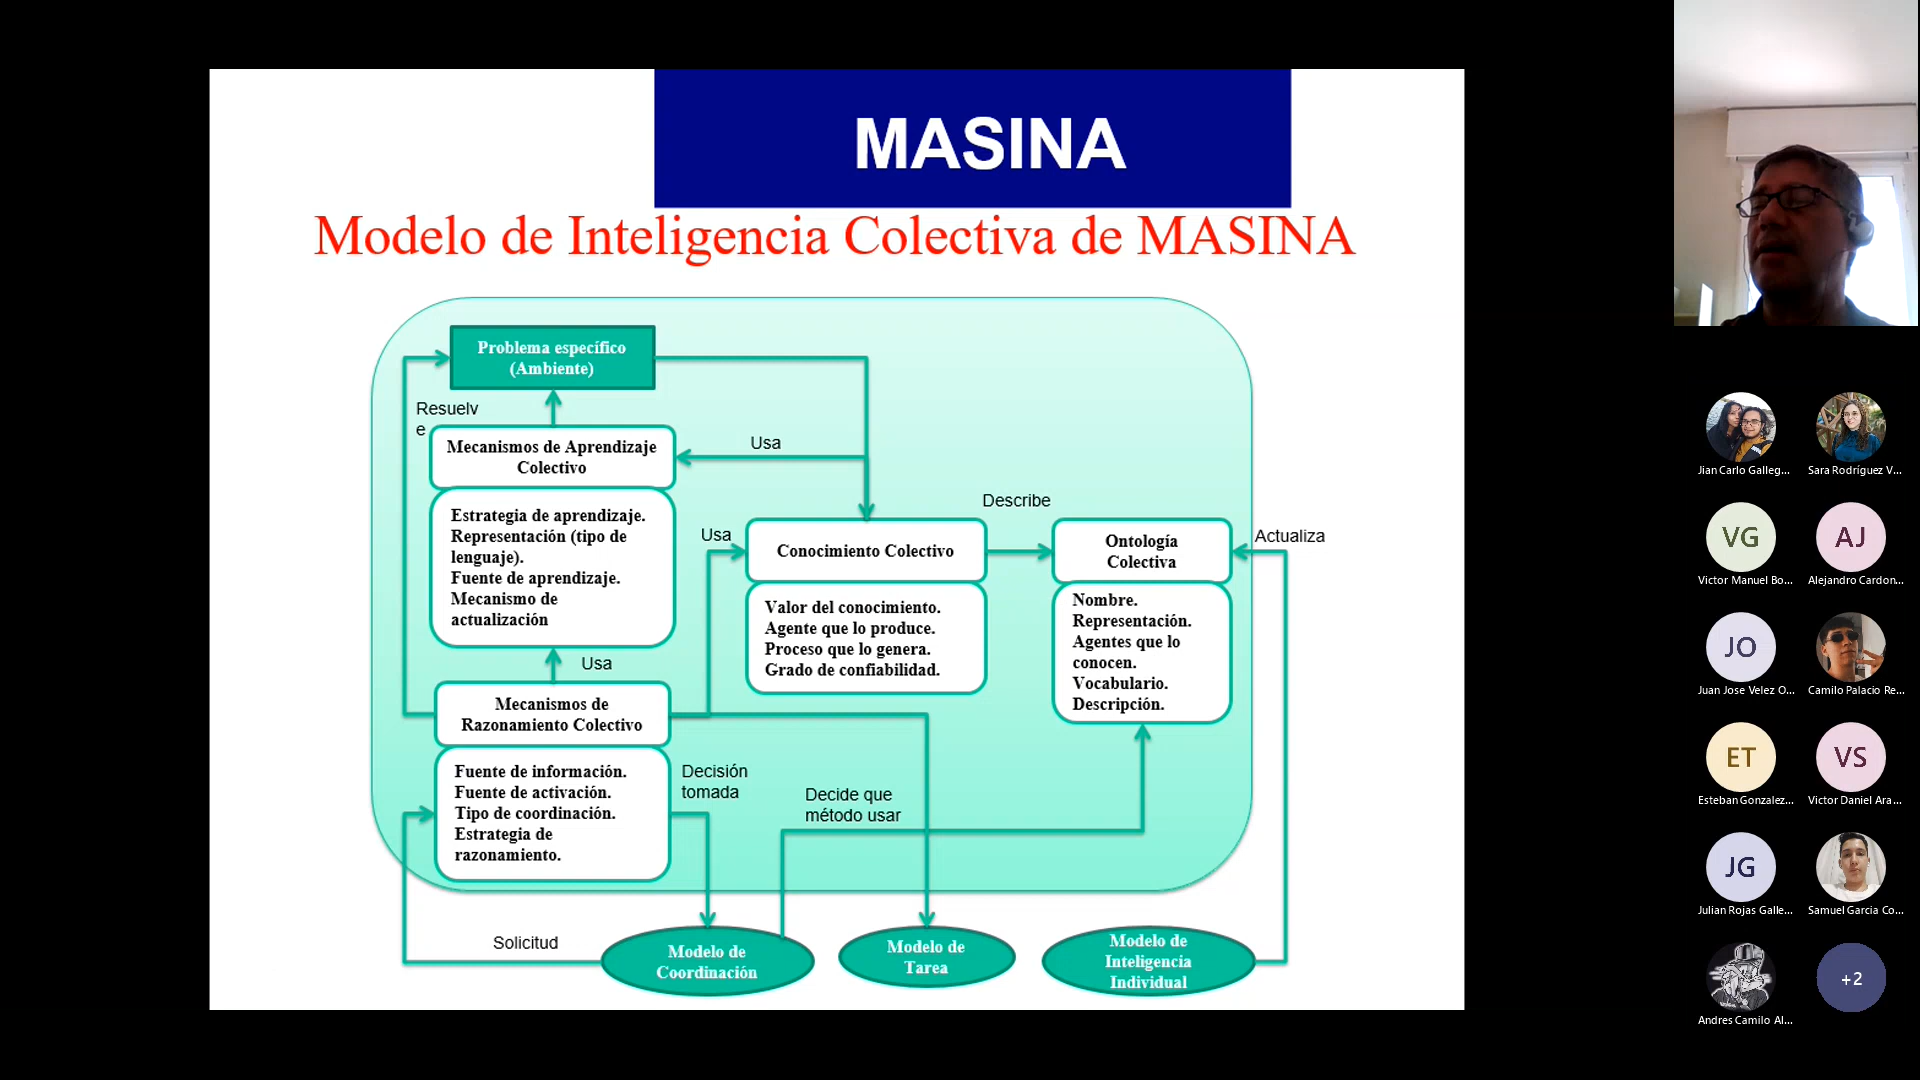 MASINA
Modelo de Inteligencia Colectiva de MASINA
Problema específico
(Ambiente)
Resuelv
e
Mecanismos de Aprendizaje
Colectivo
Usa
Estrategia de aprendizaje.
Representación (tipo de
lenguaje).
Fuente de aprendizaje.
Mecanismo de
actualización
Usa
Describe
Usa
Conocimiento Colectivo
Valor del conocimiento.
Agente que lo produce.
Proceso que lo genera.
Grado de confiabilidad.
Ontología
Colectiva
Actualiza
Nombre.
Representación.
Agentes que lo
conocen.
Vocabulario.
Descripción.
Mecanismos de
Razonamiento Colectivo
Fuente de información.
Fuente de activación.
Tipo de coordinación.
Estrategia de
razonamiento.
Decisión
tomada
Decide que
método usar
Solicitud
Modelo de
Coordinación
Modelo de
Tarea
Modelo de
Inteligencia
Individual
Jian Carlo Galleg...
Sara Rodríguez V...
VG
Victor Manuel Bo...
AJ
Alejandro Cardon...
JO
Juan Jose Velez O...
Camilo Palacio Re...
ET
Esteban Gonzalez...
VS
Victor Daniel Ara...
JG
Julian Rojas Galle...
Samuel Garcia Co...
Andres Camilo Al...
+2